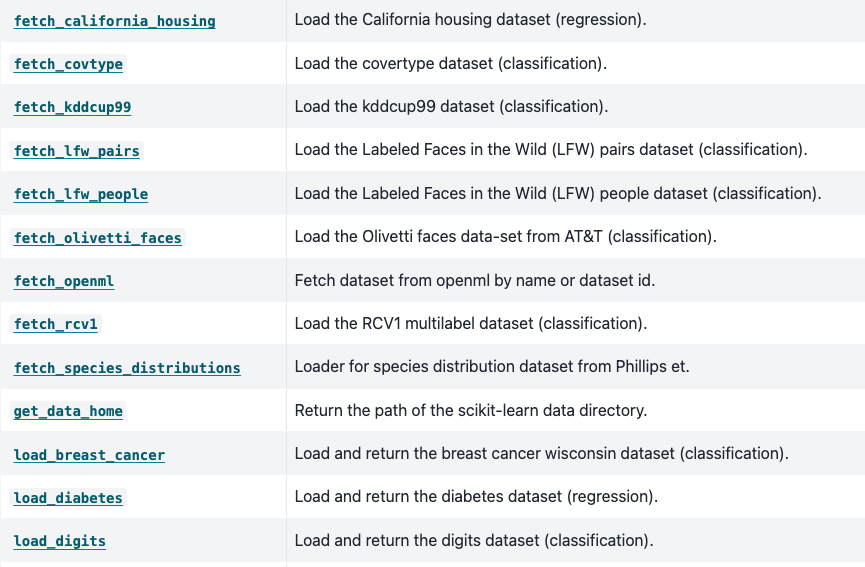 fetch_california_housing Load the California housing dataset (regression).
fetch_covtype Load the covertype dataset (classification).
fetch_kddcup99 Load the kddcup99 dataset (classification).
fetch_lfw_pairs Load the Labeled Faces in the Wild (LFW) pairs dataset (classification).
fetch_lfw_people Load the Labeled Faces in the Wild (LFW) people dataset (classification).
fetch_olivetti_faces Load the Olivetti faces data-set from AT&T (classification).
fetch_openml Fetch dataset from openml by name or dataset id.
fetch_rcv1 Load the RCV1 multilabel dataset (classification).
fetch_species_distributions Loader for species distribution dataset from Phillips et.
get_data_home Return the path of the scikit-learn data directory.
load_breast_cancer Load and return the breast cancer wisconsin dataset (classification).
load_diabetes Load and return the diabetes dataset (regression).
load_digits Load and return the digits dataset (classification).